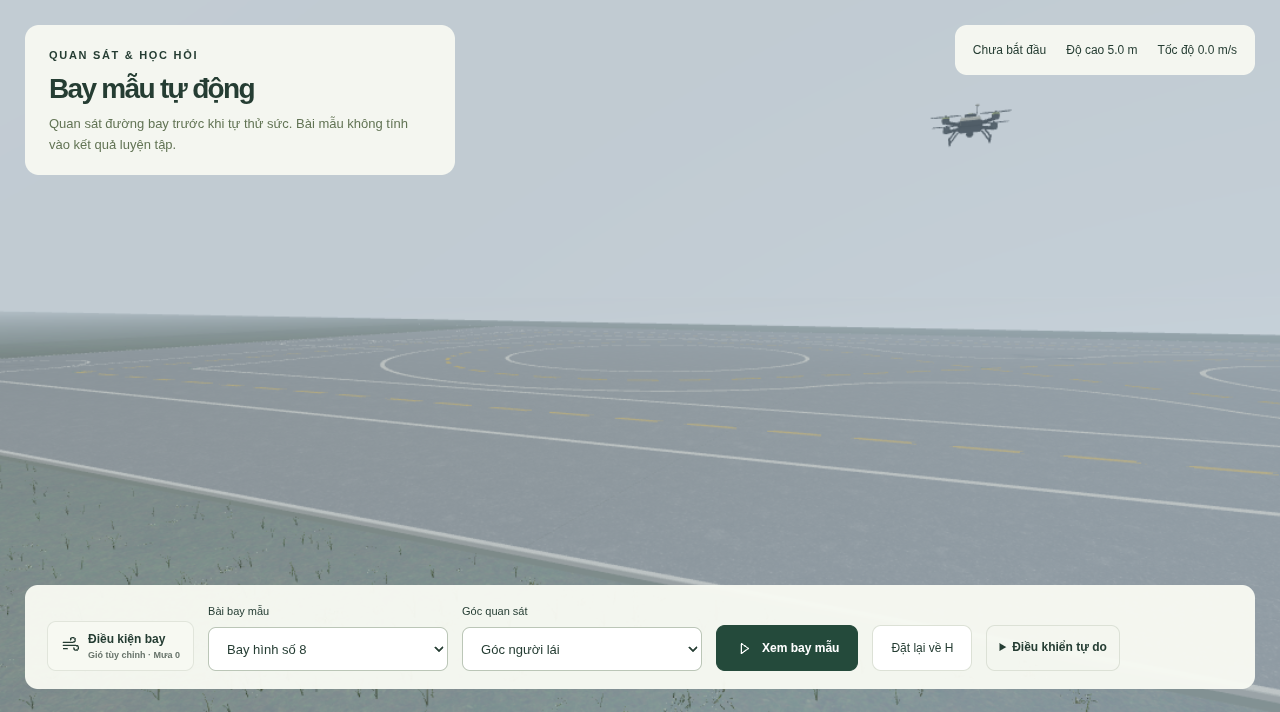 QUAN SÁT & HỌC HỎI
Bay mẫu tự động
Quan sát đường bay trước khi tự thử sức. Bài mẫu không tính
vào kết quả luyện tập.
Chưa bắt đầu Độ cao 5.0 m Tốc độ 0.0 m/s
Điều kiện bay
Gió tùy chỉnh · Mưa 0
Bài bay mẫu
Bay hình số 8
Góc quan sát
Góc người lái
Xem bay mẫu
Đặt lại về H
Điều khiển tự do